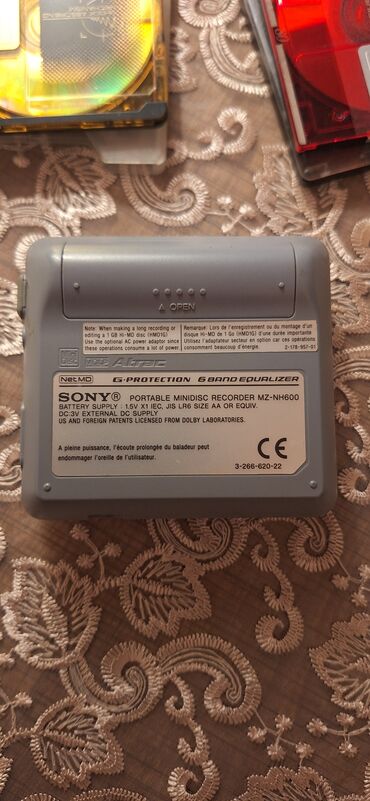 △ OPEN
Note: When making a long recording or
editing a 1 GB Hi-MD disc (HMD1G)
Use the optional AC power adaptor since
these operations consume a lot of power.
Remarque: Lors de l'enregistrement ou du montage d'un
disque Hi-MD de 1 Go (HMD1G) d'une durée importante
Utilisez l'adaptateur secteur en option car ces opérations
consomment beaucoup d'énergie.
2-178-957-01
Atrac
Net MD G-PROTECTION 6 BAND EQUALIZER
SONY® PORTABLE MINIDISC RECORDER MZ-NH600
BATTERY SUPPLY : 1.5V X1 IEC, JIS LR6 SIZE AA OR EQUIV.
DC:3V EXTERNAL DC SUPPLY
US AND FOREIGN PATENTS LICENSED FROM DOLBY LABORATORIES.
A pleine puissance, l'écoute prolongée du baladeur peut
endommager l'oreille de l'utilisateur.
CE
3-266-620-22